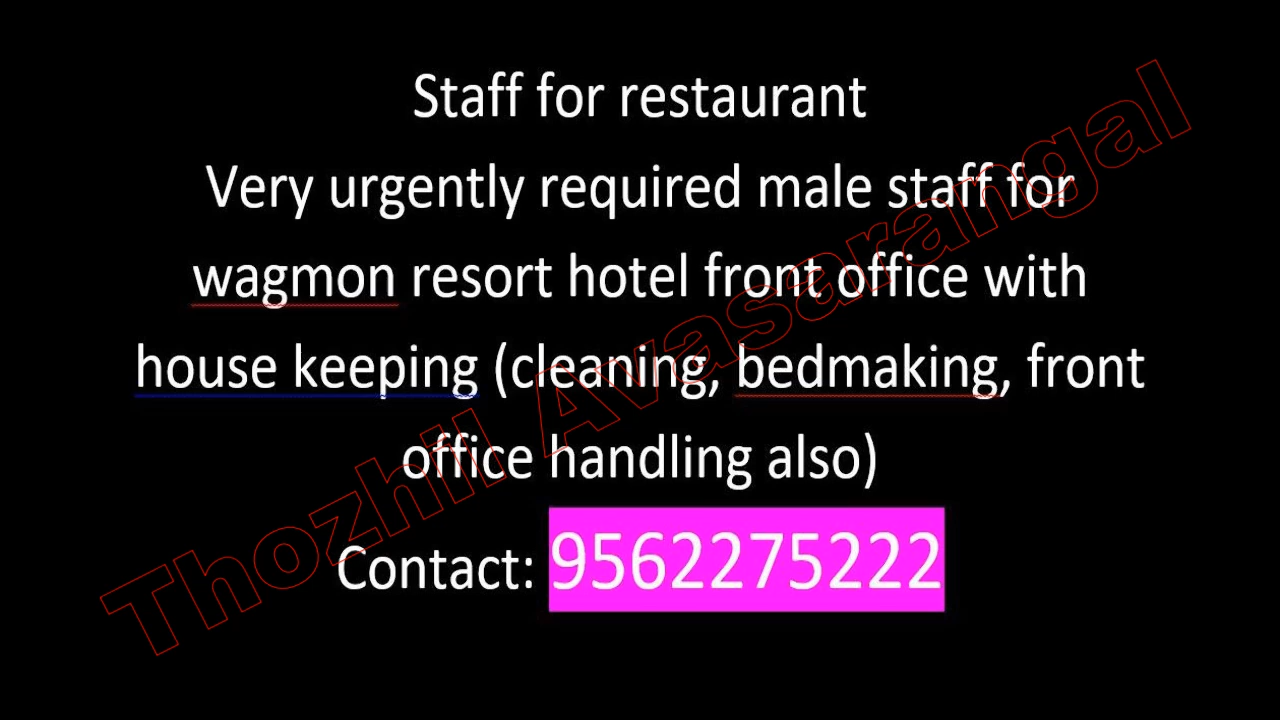 Staff for restaurant
Very urgently required male staff for
wagmon resort hotel front office with
house keeping (cleaning, bedmaking, front
office handling also)
Contact: 9562275222
Thozhil Avasarangal